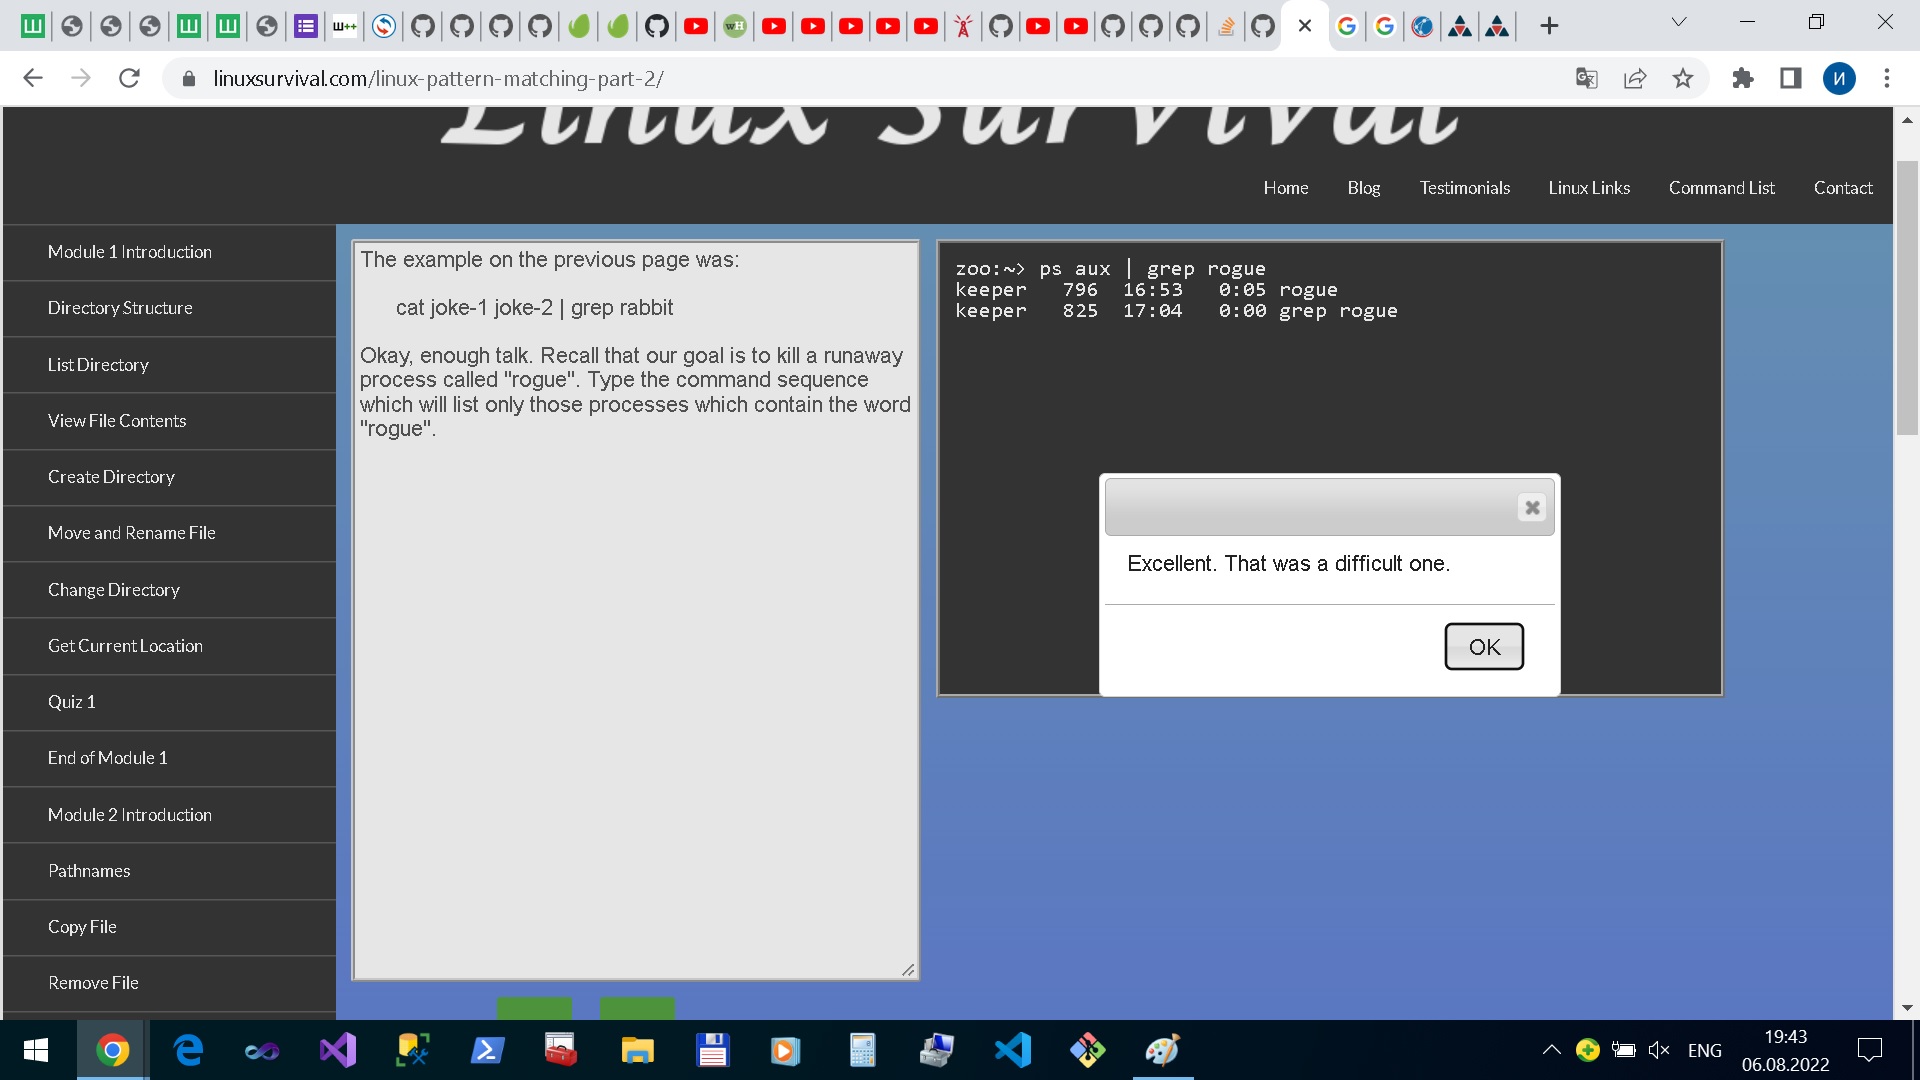 linuxsurvival.com/linux-pattern-matching-part-2/
И
Linux Survival
Home Blog Testimonials Linux Links Command List Contact
Module 1 Introduction
Directory Structure
List Directory
View File Contents
Create Directory
Move and Rename File
Change Directory
Get Current Location
Quiz 1
End of Module 1
Module 2 Introduction
Pathnames
Copy File
Remove File
The example on the previous page was:
cat joke-1 joke-2 | grep rabbit
Okay, enough talk. Recall that our goal is to kill a runaway
process called "rogue". Type the command sequence
which will list only those processes which contain the word
"rogue".
zoo:~> ps aux | grep rogue
keeper 796 16:53 0:05 rogue
keeper 825 17:04 0:00 grep rogue
Excellent. That was a difficult one.
OK
ENG
19:43
06.08.2022